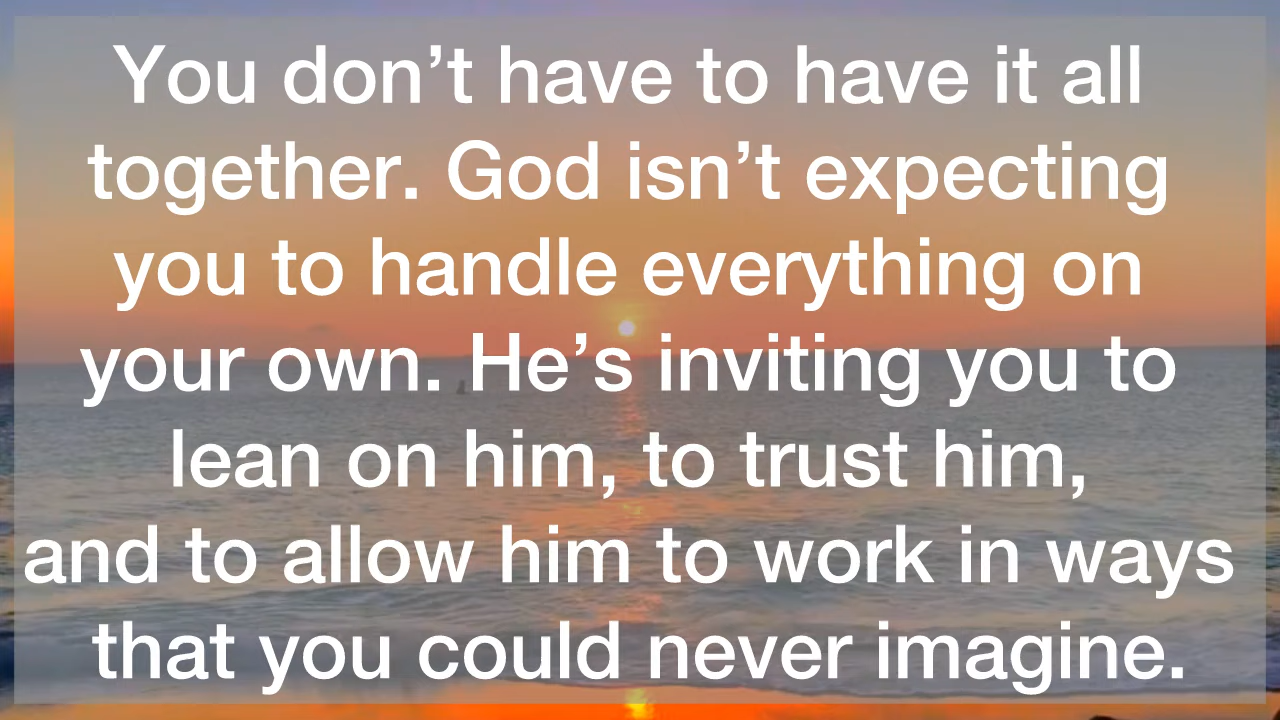 You don’t have to have it all
together. God isn’t expecting
you to handle everything on
your own. He’s inviting you to
lean on him, to trust him,
and to allow him to work in ways
that you could never imagine.